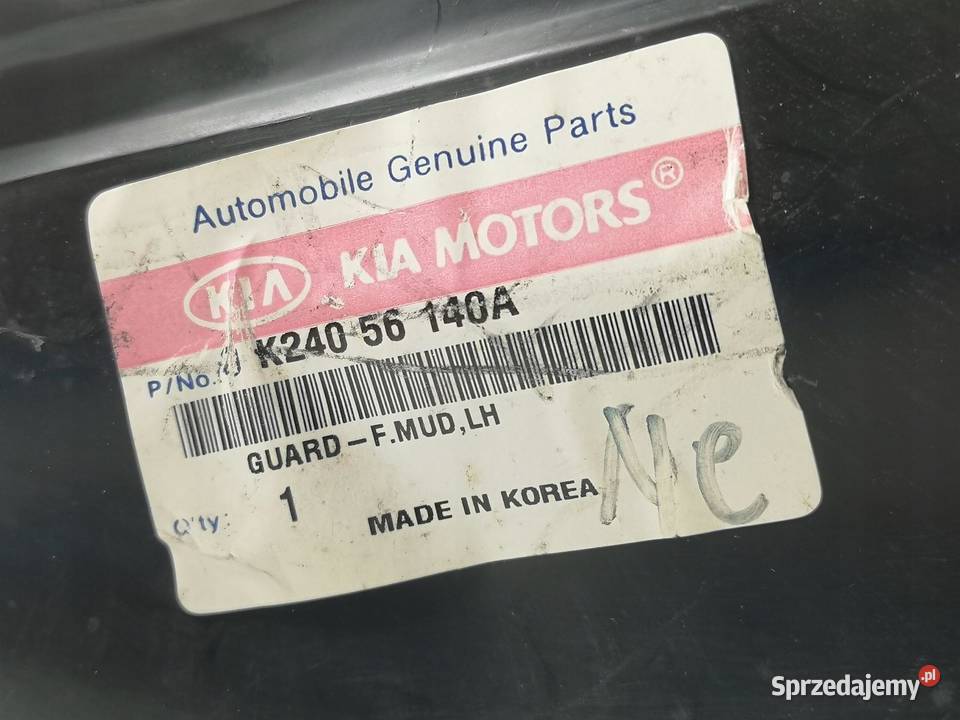 Automobile Genuine Parts
KIA KIA MOTORS®
P/No. K240 56 140A
GUARD-F.MUD,LH
Q'ty 1
MADE IN KOREA
Sprzedajemy.pl